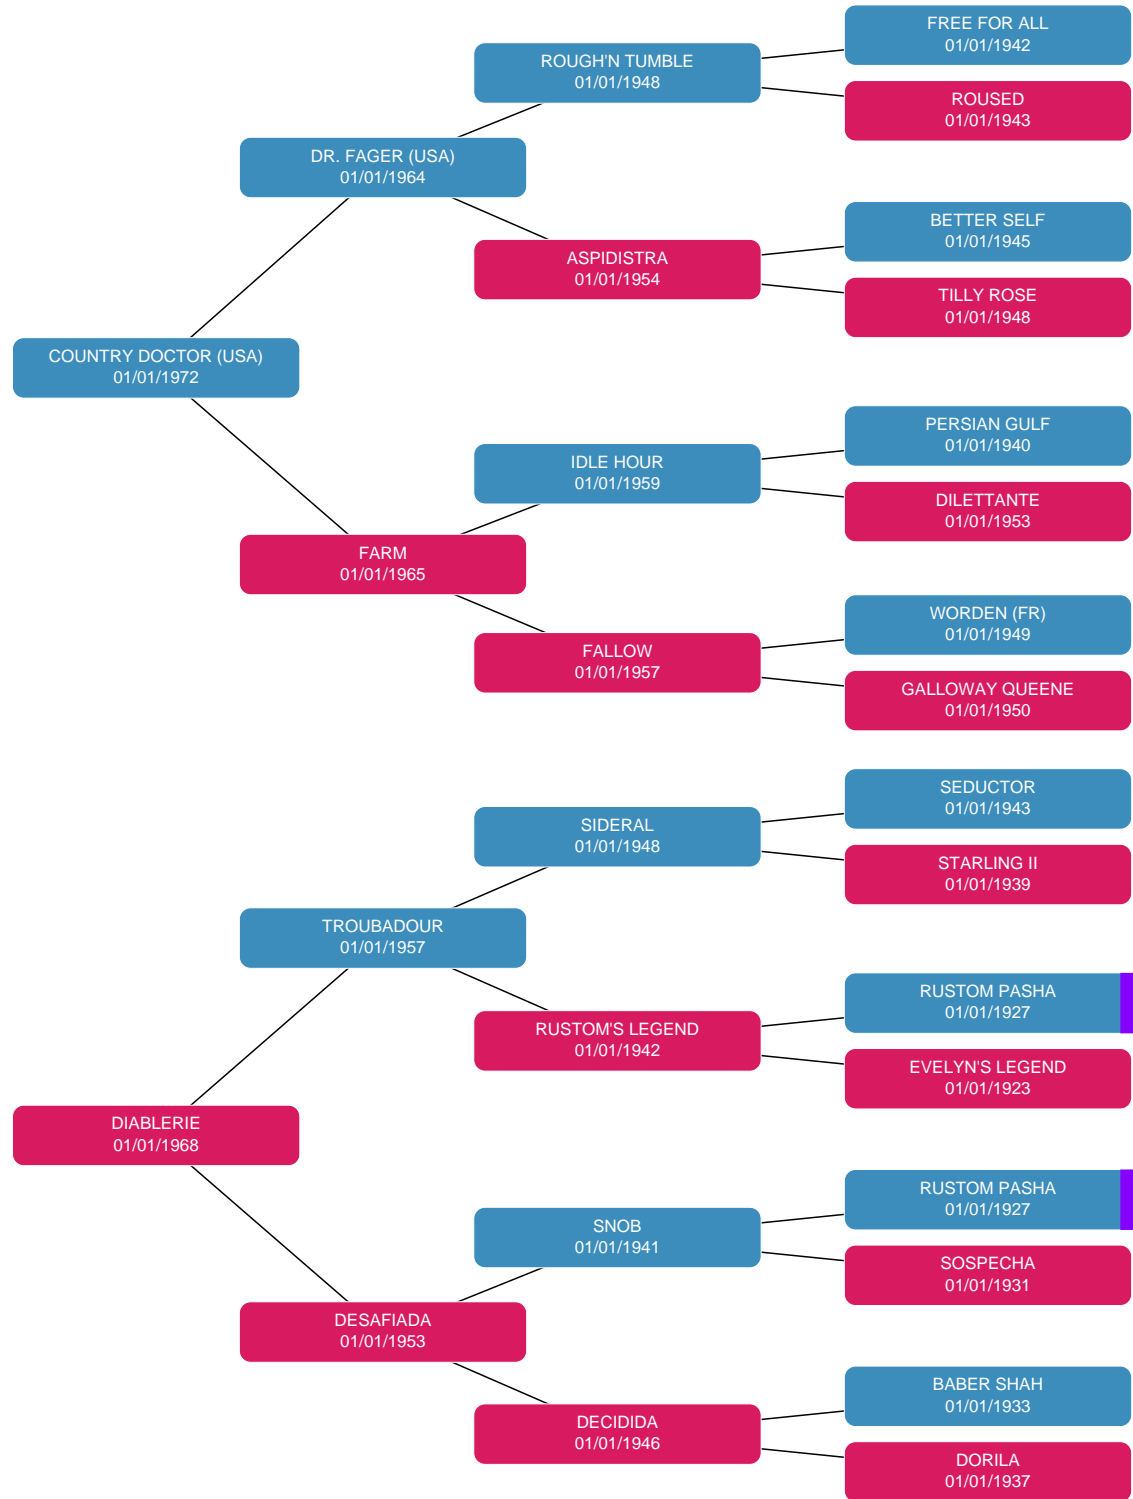 FREE FOR ALL
01/01/1942
ROUGH'N TUMBLE
01/01/1948
ROUSED
01/01/1943
DR. FAGER (USA)
01/01/1964
BETTER SELF
01/01/1945
ASPIDISTRA
01/01/1954
TILLY ROSE
01/01/1948
COUNTRY DOCTOR (USA)
01/01/1972
PERSIAN GULF
01/01/1940
IDLE HOUR
01/01/1959
DILETTANTE
01/01/1953
FARM
01/01/1965
WORDEN (FR)
01/01/1949
FALLOW
01/01/1957
GALLOWAY QUEENE
01/01/1950
SEDUCTOR
01/01/1943
SIDERAL
01/01/1948
STARLING II
01/01/1939
TROUBADOUR
01/01/1957
RUSTOM PASHA
01/01/1927
RUSTOM'S LEGEND
01/01/1942
EVELYN'S LEGEND
01/01/1923
DIABLERIE
01/01/1968
RUSTOM PASHA
01/01/1927
SNOB
01/01/1941
SOSPECHA
01/01/1931
DESAFIADA
01/01/1953
BABER SHAH
01/01/1933
DECIDIDA
01/01/1946
DORILA
01/01/1937